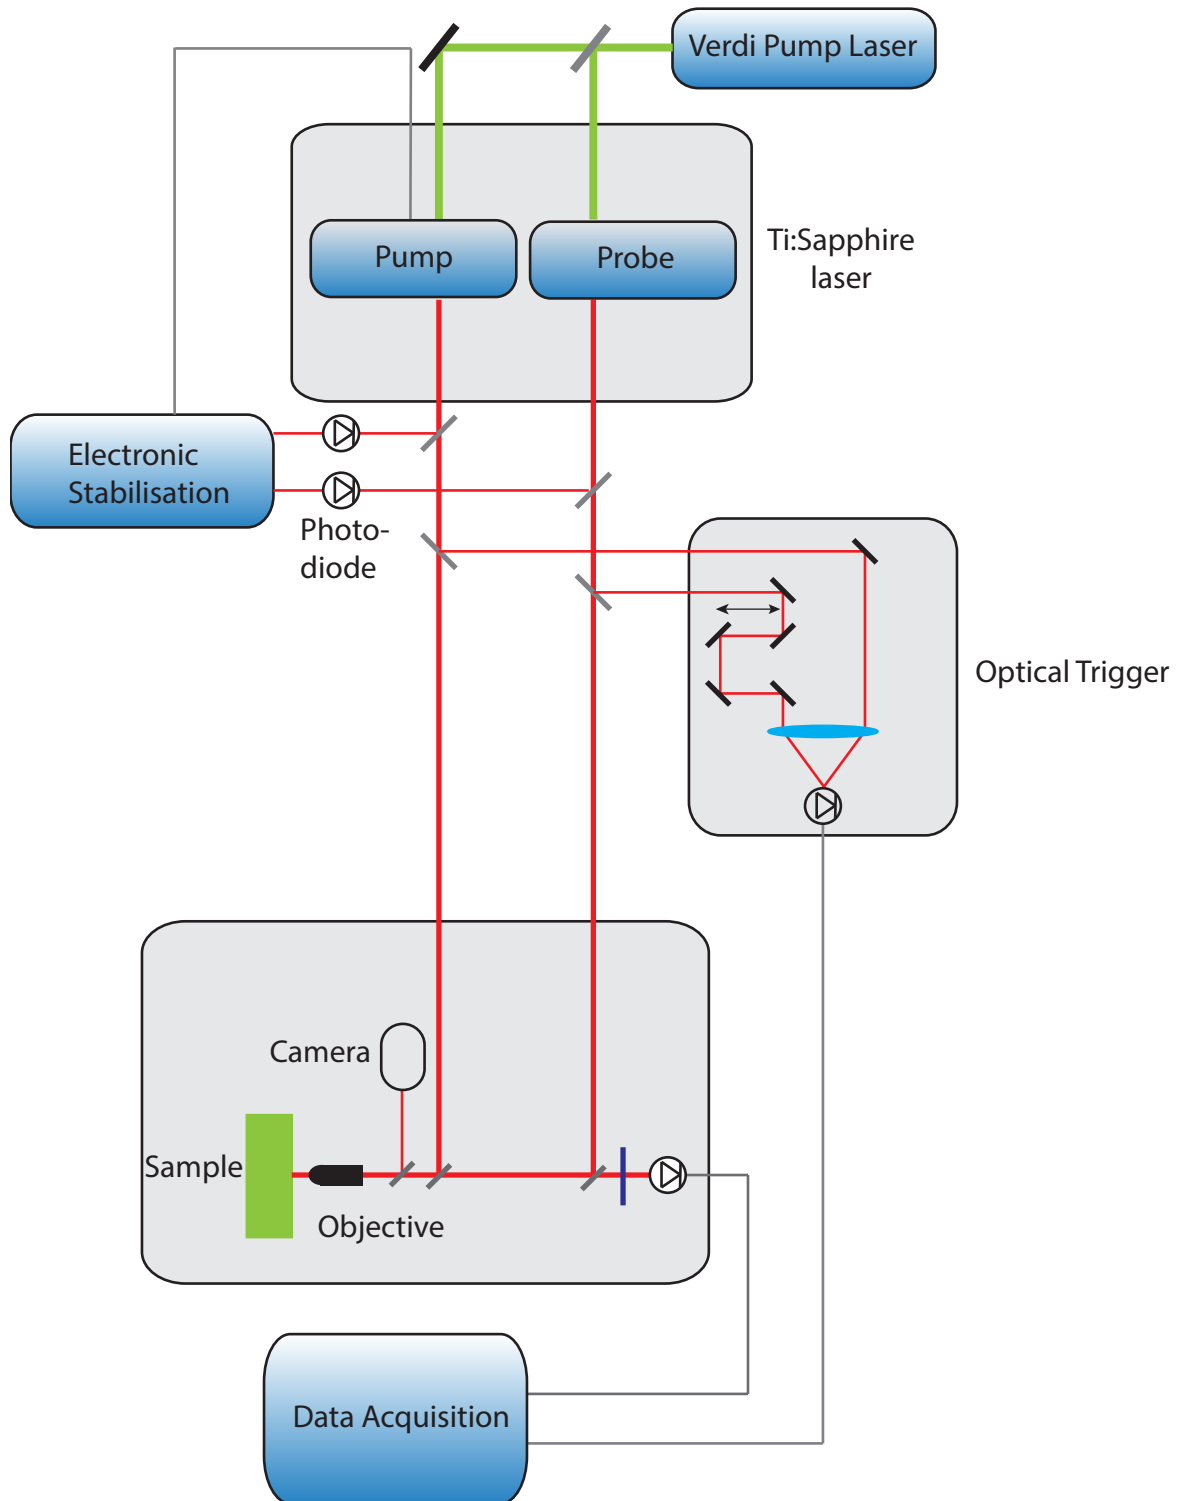 Verdi Pump Laser
Pump
Probe
Ti:Sapphire
laser
Electronic
Stabilisation
Photo-
diode
Optical Trigger
Camera
Sample
Objective
Data Acquisition